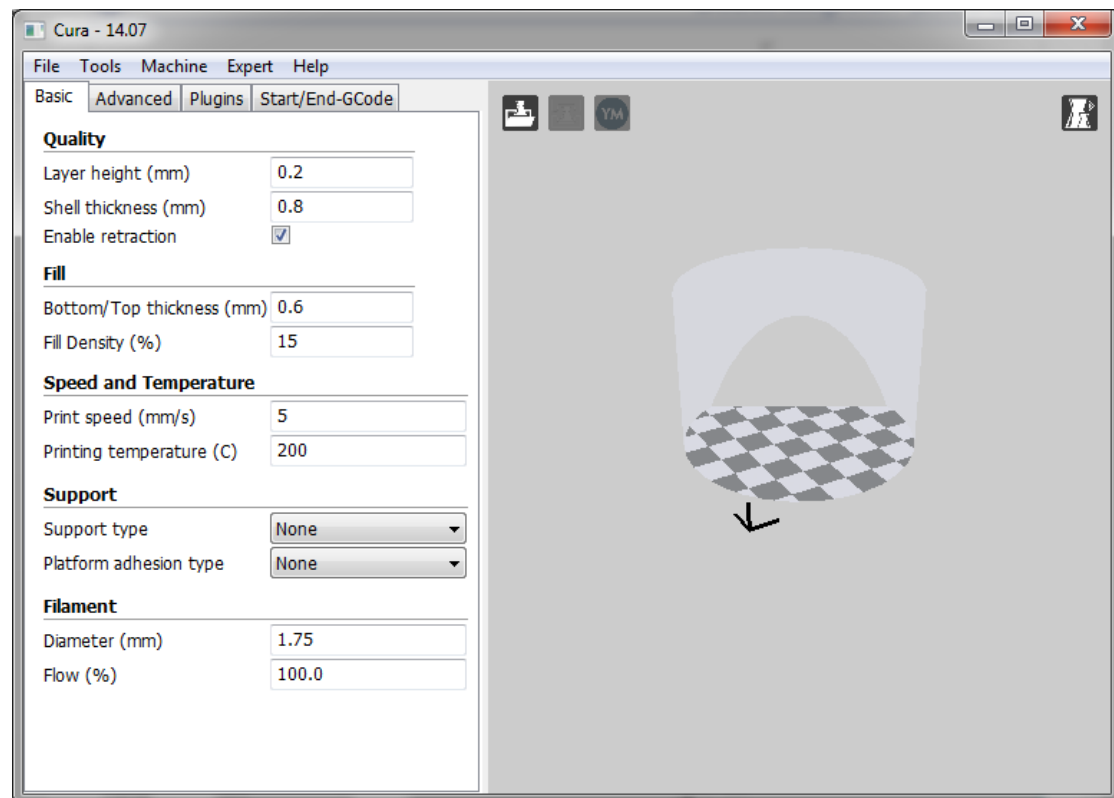 Cura - 14.07
File Tools Machine Expert Help
Basic Advanced Plugins Start/End-GCode
Quality
Layer height (mm) 0.2
Shell thickness (mm) 0.8
Enable retraction
Fill
Bottom/Top thickness (mm) 0.6
Fill Density (%) 15
Speed and Temperature
Print speed (mm/s) 5
Printing temperature (C) 200
Support
Support type None
Platform adhesion type None
Filament
Diameter (mm) 1.75
Flow (%) 100.0
YM